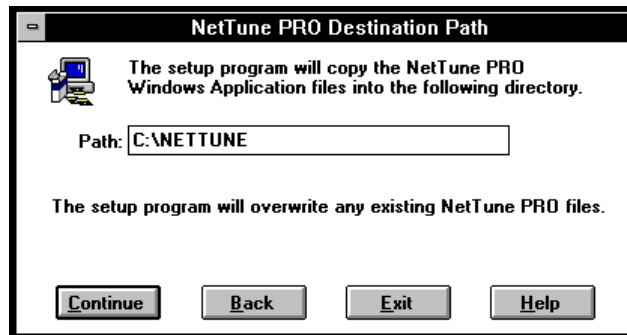 NetTune PRO Destination Path
The setup program will copy the NetTune PRO
Windows Application files into the following directory.
Path: C:\NETTUNE
The setup program will overwrite any existing NetTune PRO files.
Continue Back Exit Help